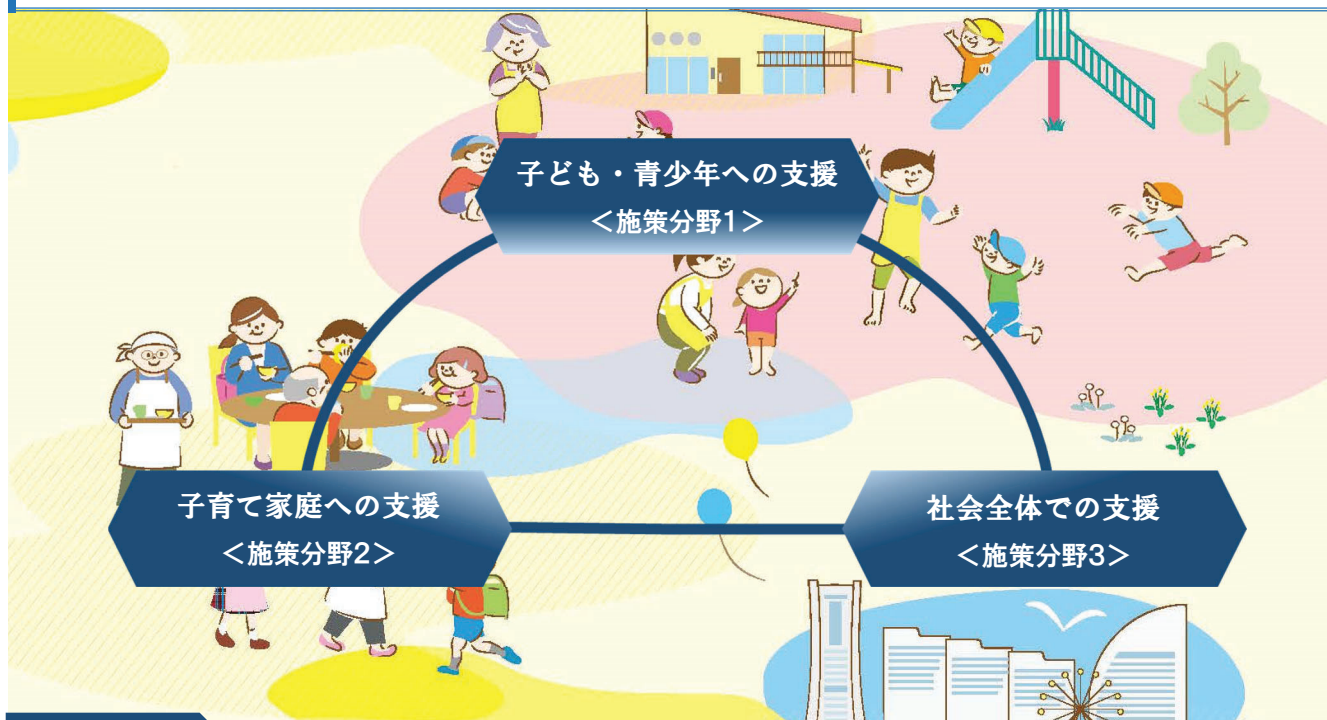 子ども・青少年への支援
＜施策分野1＞
子育て家庭への支援
＜施策分野2＞
社会全体での支援
＜施策分野3＞